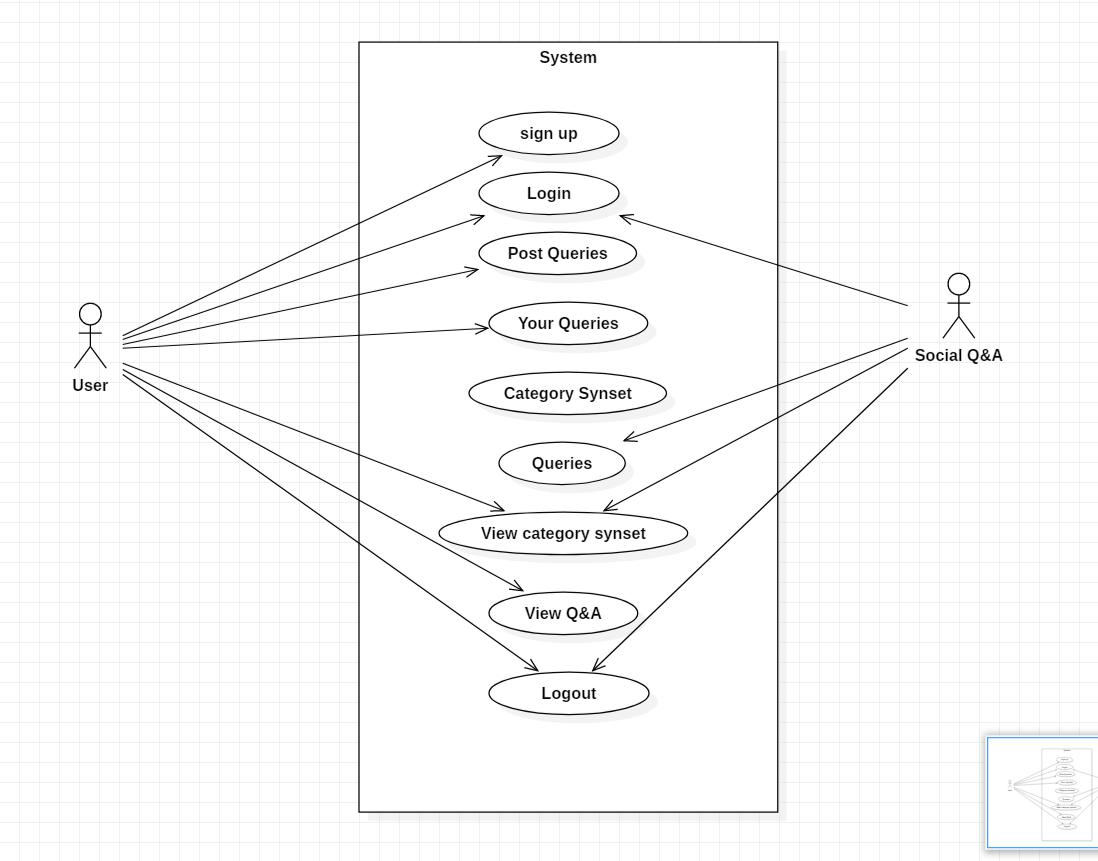 System
sign up
Login
Post Queries
Your Queries
Social Q&A
User
Category Synset
Queries
View category synset
View Q&A
Logout